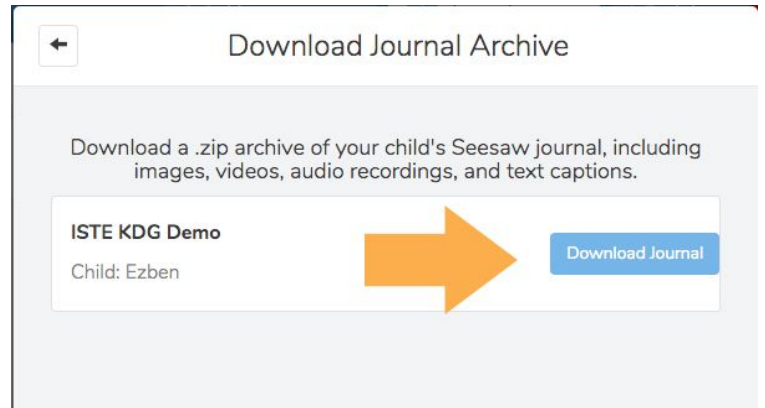 Download Journal Archive
Download a .zip archive of your child's Seesaw journal, including
images, videos, audio recordings, and text captions.
ISTE KDG Demo
Download Journal
Child: Ezben